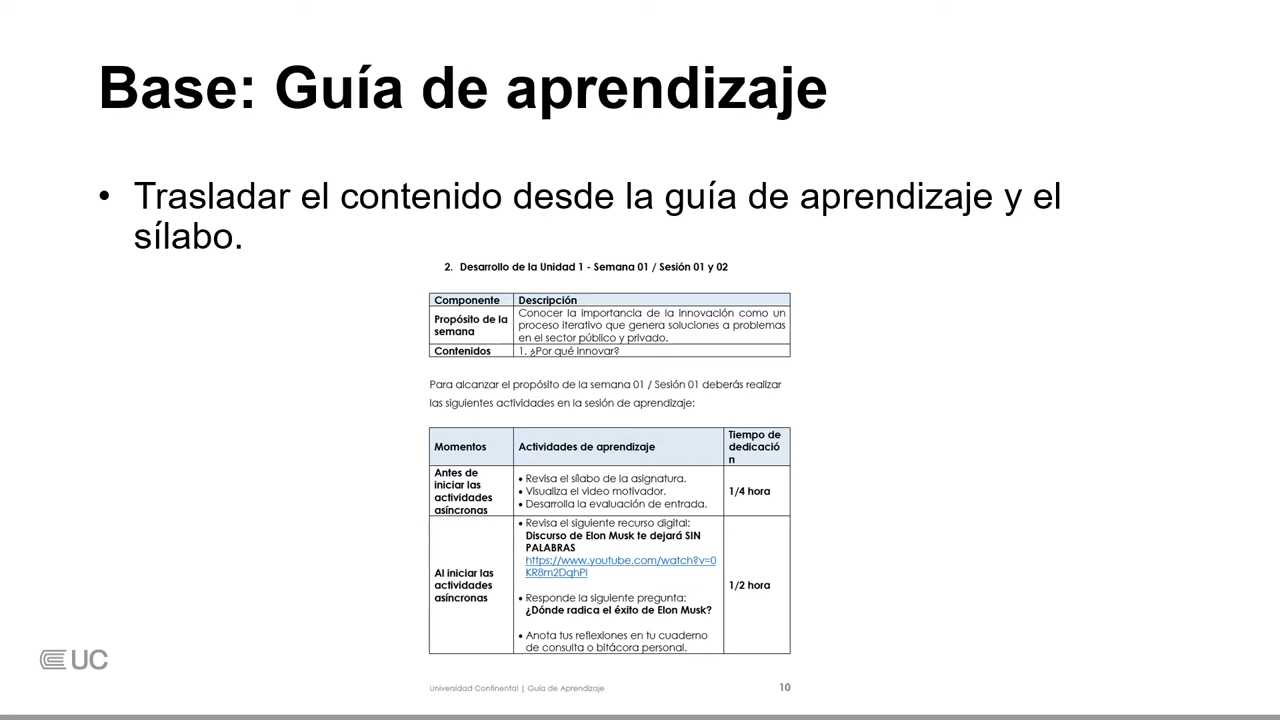 Base: Guía de aprendizaje
• Trasladar el contenido desde la guía de aprendizaje y el
sílabo.
2. Desarrollo de la Unidad 1 - Semana 01 / Sesión 01 y 02
Componente Descripción
Propósito de la
semana
Conocer la importancia de la innovación como un
proceso iterativo que genera soluciones a problemas
en el sector público y privado.
Contenidos 1. ¿Por qué innovar?
Para alcanzar el propósito de la semana 01 / Sesión 01 deberás realizar
las siguientes actividades en la sesión de aprendizaje:
Momentos Actividades de aprendizaje
Tiempo de
dedicació
n
Antes de
iniciar las
actividades
asíncronas
• Revisa el sílabo de la asignatura.
• Visualiza el video motivador.
• Desarrolla la evaluación de entrada.
1/4 hora
Al iniciar las
actividades
asíncronas
• Revisa el siguiente recurso digital:
Discurso de Elon Musk te dejará SIN
PALABRAS
https://www.youtube.com/watch?v=0
KR8m2DqhPI
• Responde la siguiente pregunta:
¿Dónde radica el éxito de Elon Musk?
• Anota tus reflexiones en tu cuaderno
de consulta o bitácora personal.
1/2 hora
UC
Universidad Continental | Guía de Aprendizaje 10